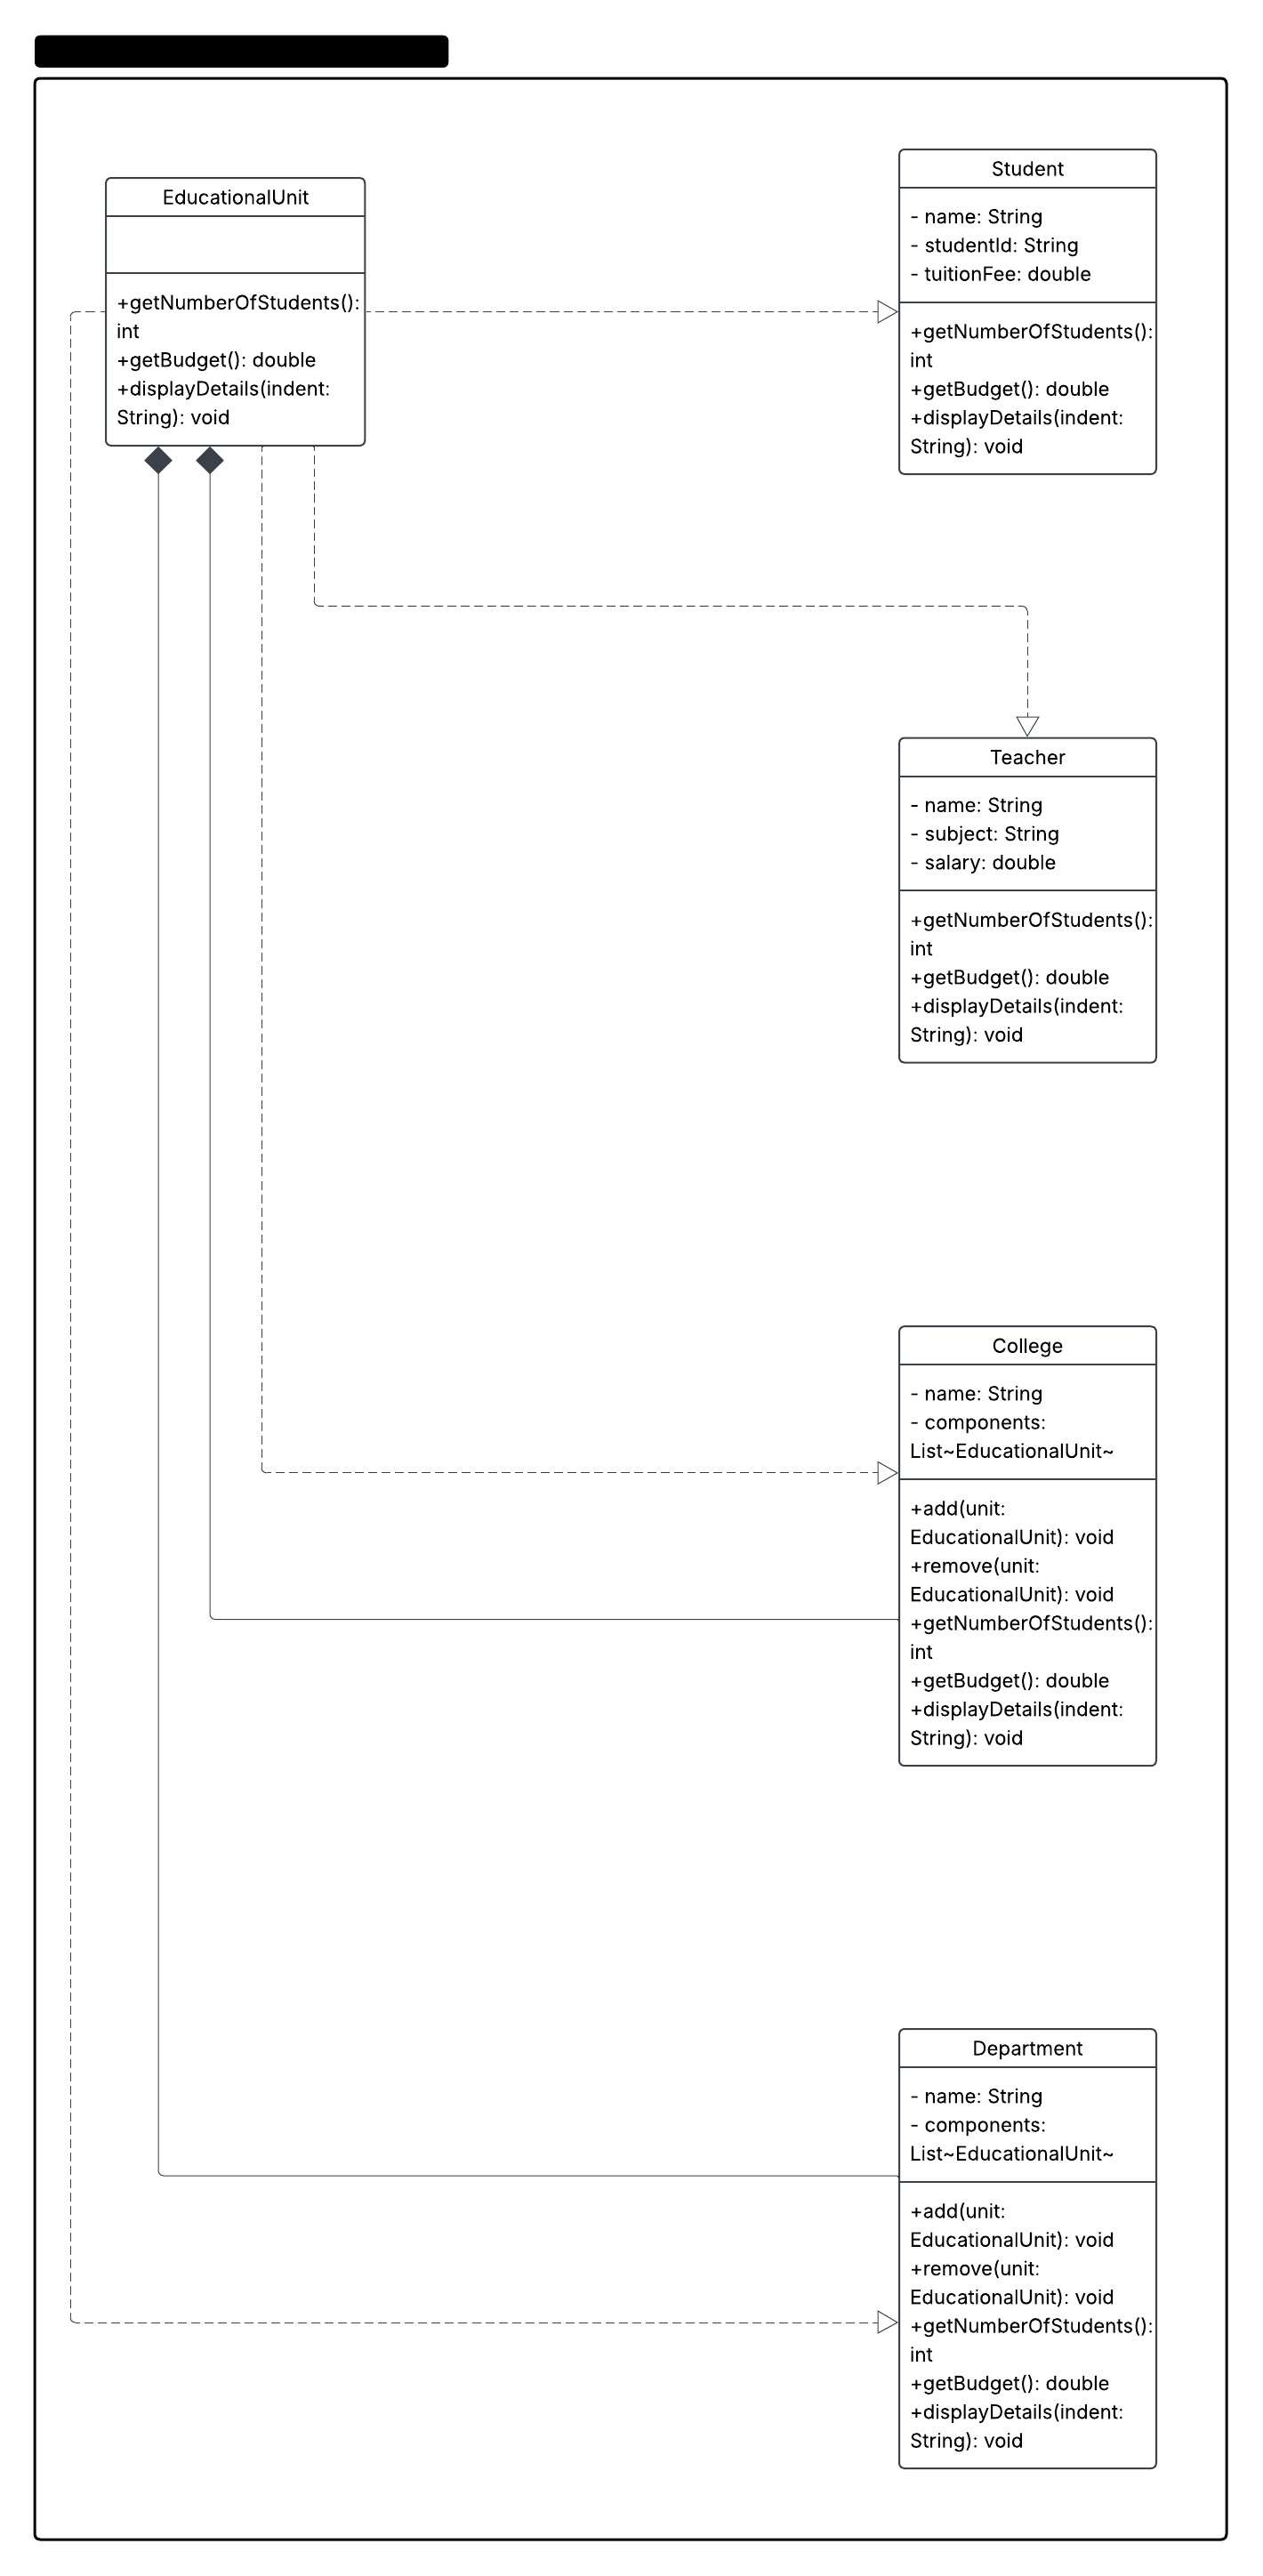 EducationalUnit
+getNumberOfStudents():
int
+getBudget(): double
+displayDetails(indent:
String): void
Student
- name: String
- studentId: String
- tuitionFee: double
+getNumberOfStudents():
int
+getBudget(): double
+displayDetails(indent:
String): void
Teacher
- name: String
- subject: String
- salary: double
+getNumberOfStudents():
int
+getBudget(): double
+displayDetails(indent:
String): void
College
- name: String
- components:
List~EducationalUnit~
+add(unit:
EducationalUnit): void
+remove(unit:
EducationalUnit): void
+getNumberOfStudents():
int
+getBudget(): double
+displayDetails(indent:
String): void
Department
- name: String
- components:
List~EducationalUnit~
+add(unit:
EducationalUnit): void
+remove(unit:
EducationalUnit): void
+getNumberOfStudents():
int
+getBudget(): double
+displayDetails(indent:
String): void